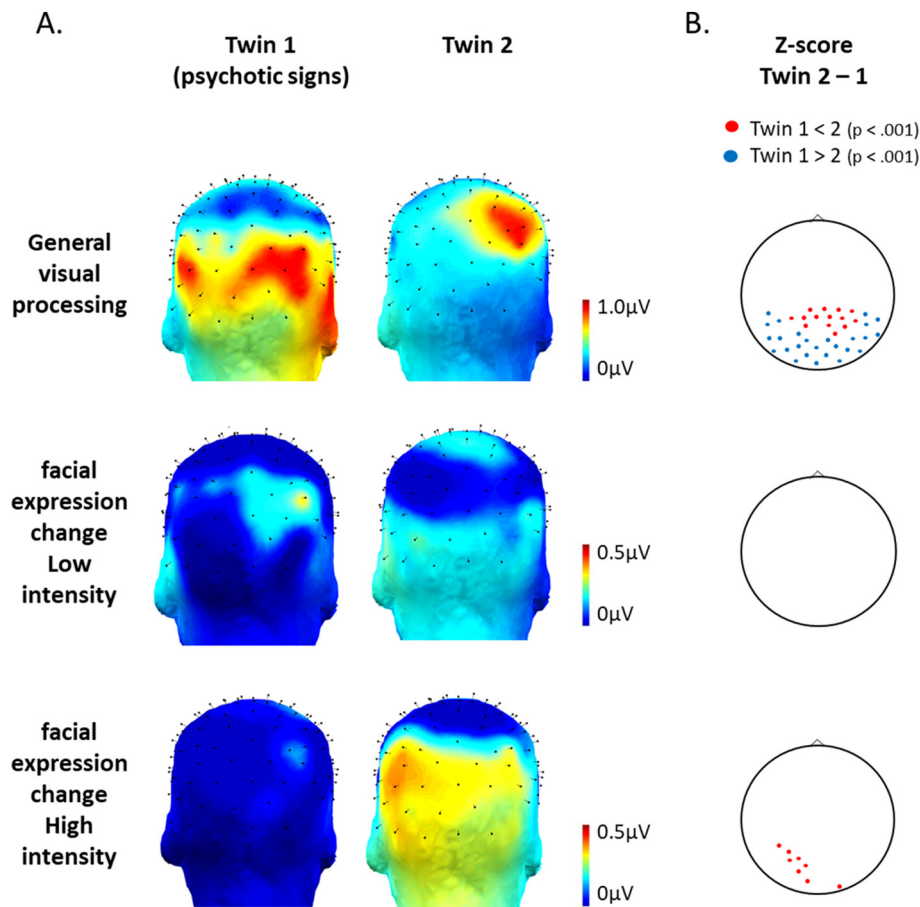 A.
B.
Twin 1
(psychotic signs)
Twin 2
Z-score
Twin 2 – 1
Twin 1 < 2 (p < .001)
Twin 1 > 2 (p < .001)
General
visual
processing
1.0µV
0µV
facial
expression
change
Low
intensity
0.5µV
0µV
facial
expression
change
High
intensity
0.5µV
0µV